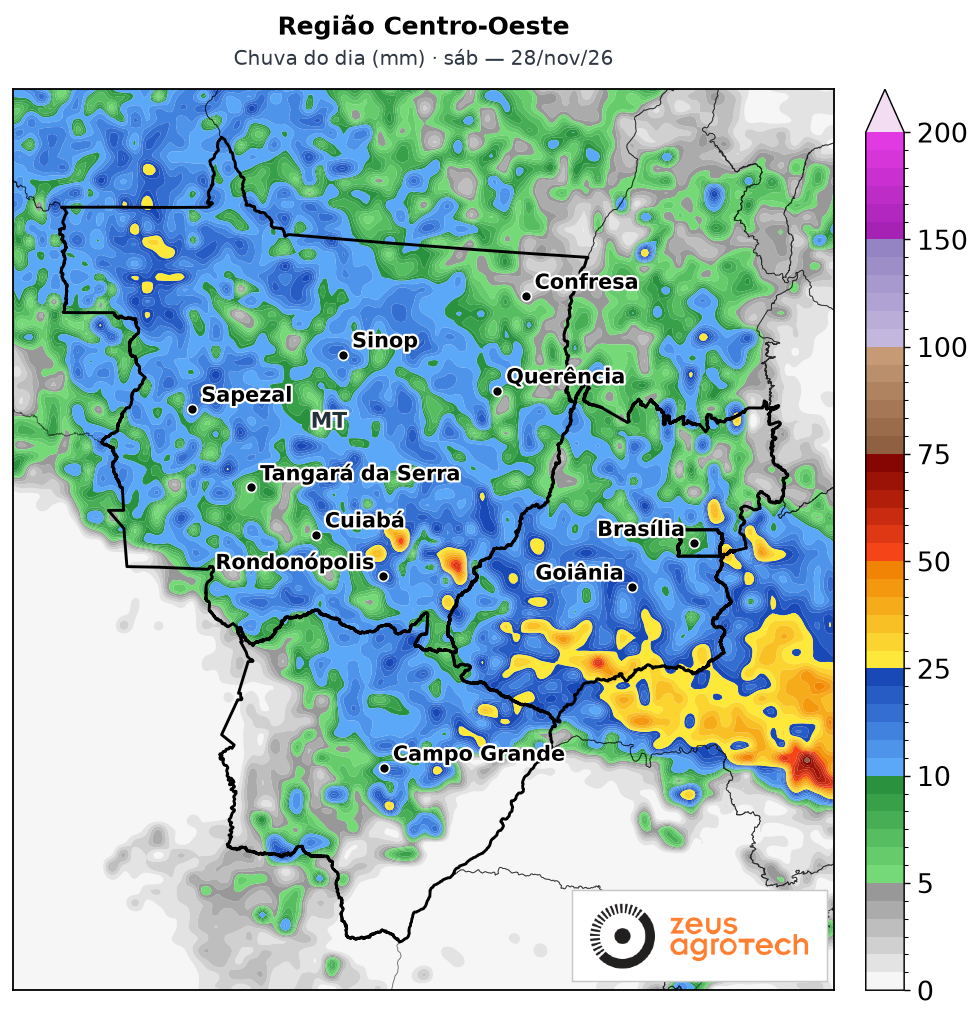 Região Centro-Oeste
Chuva do dia (mm) · sáb — 28/nov/26
Confresa
Sinop
Querência
Sapezal
MT
Tangará da Serra
Cuiabá
Brasília
Rondonópolis
Goiânia
Campo Grande
200
150
100
75
50
25
10
5
0
zeus
agrotech